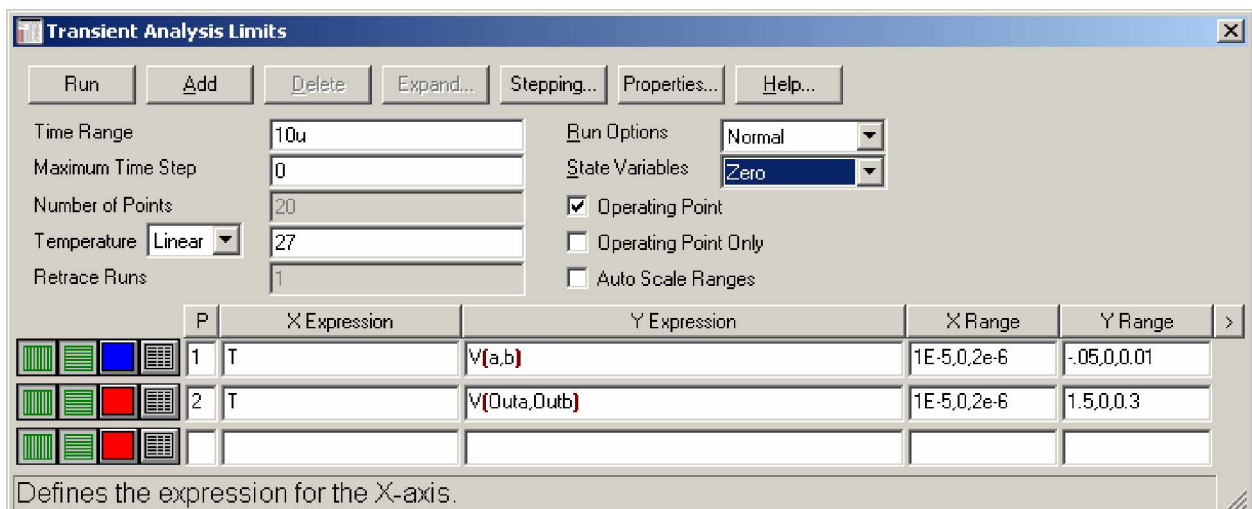 Transient Analysis Limits
Run Add Delete Expand... Stepping... Properties... Help...
Time Range 10u Run Options Normal
Maximum Time Step 0 State Variables Zero
Number of Points 20 Operating Point
Temperature Linear 27 Operating Point Only
Retrace Runs 1 Auto Scale Ranges
P X Expression Y Expression X Range Y Range >
1 T V(a,b) 1E-5,0,2e-6 -.05,0,0.01
2 T V(Outa,Outb) 1E-5,0,2e-6 1.5,0,0.3
Defines the expression for the X-axis.